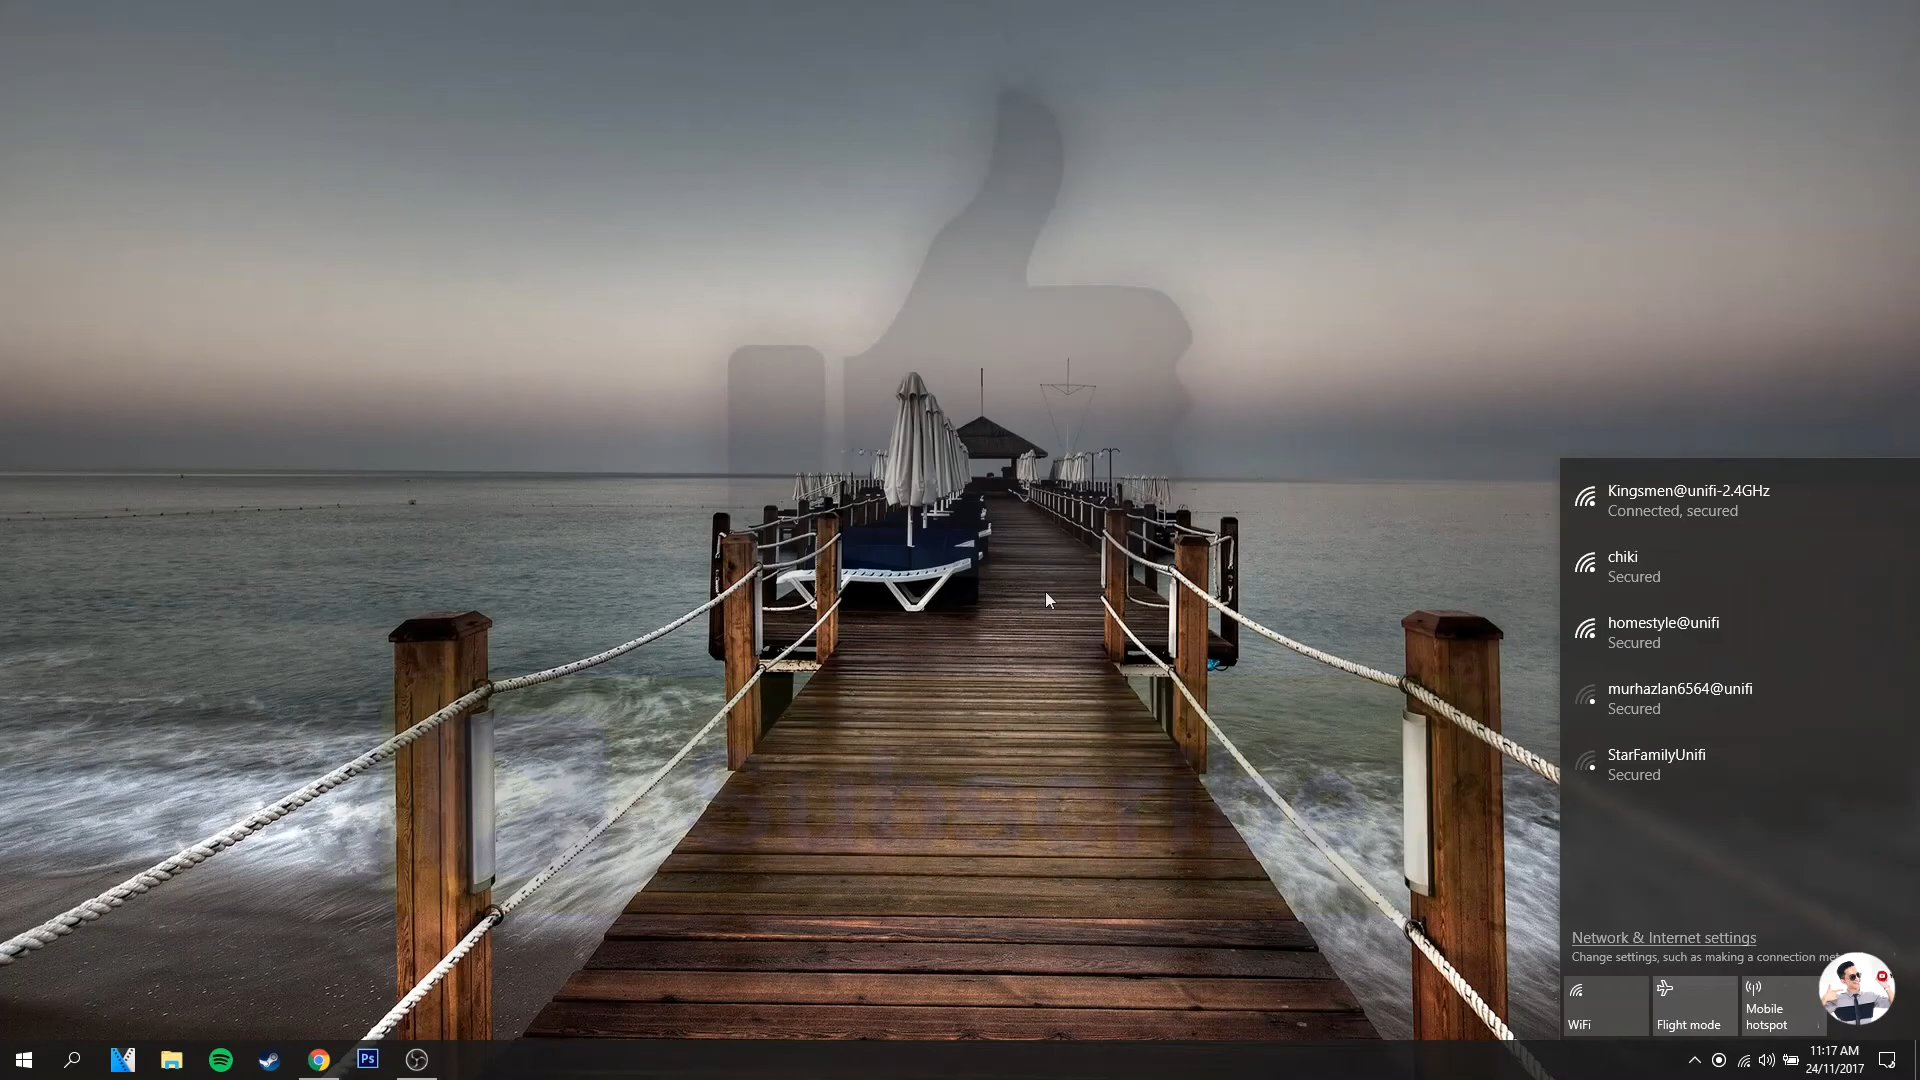 Kingsmen@unifi-2.4GHz
Connected, secured
chiki
Secured
homestyle@unifi
Secured
murhazlan6564@unifi
Secured
StarFamilyUnifi
Secured
Network & Internet settings
Change settings, such as making a connection
WiFi
Flight mode
Mobile
hotspot
Ps
11:17 AM
24/11/2017